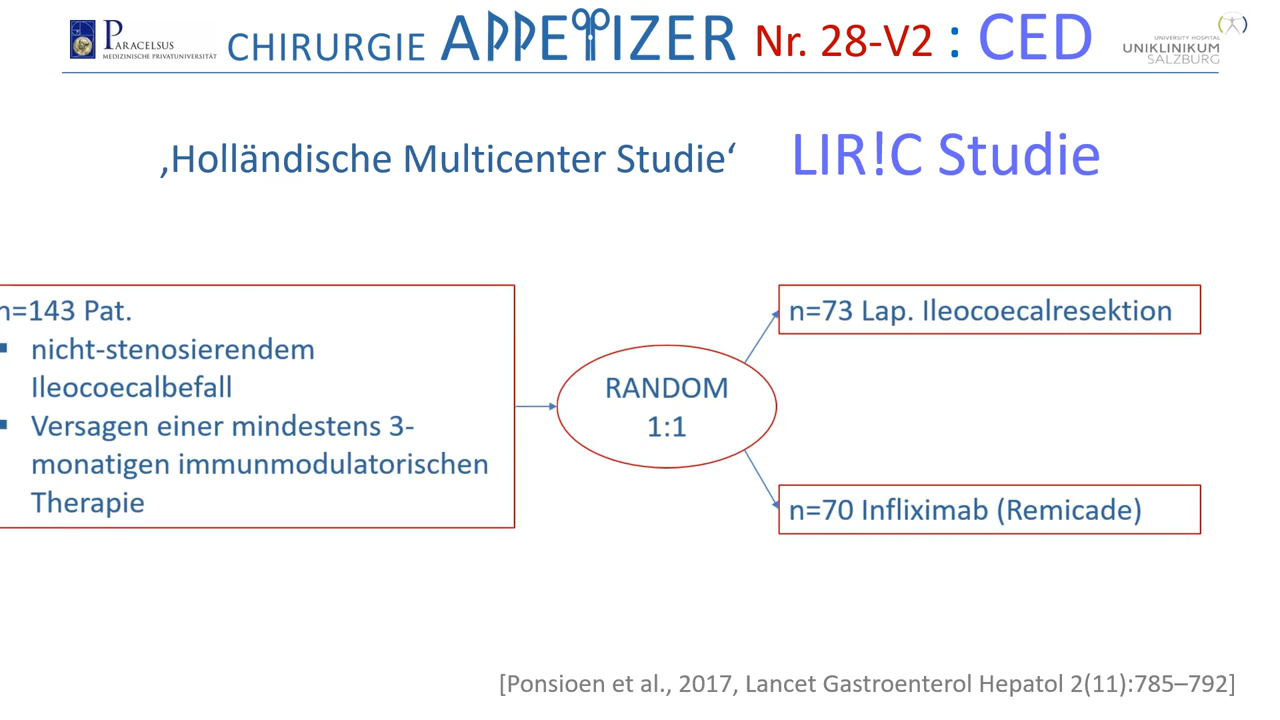 PARACELSUS
MEDIZINISCHE PRIVATUNIVERSITÄT
CHIRURGIE APPETIZER Nr. 28-V2 : CED
UNIVERSITY HOSPITAL
UNIKLINIKUM
SALZBURG
‚Holländische Multicenter Studie‘ LIR!C Studie
n=143 Pat.
▪ nicht-stenosierendem
Ileocoecalbefall
▪ Versagen einer mindestens 3-
monatigen immunmodulatorischen
Therapie
RANDOM
1:1
n=73 Lap. Ileocoecalresektion
n=70 Infliximab (Remicade)
[Ponsioen et al., 2017, Lancet Gastroenterol Hepatol 2(11):785–792]